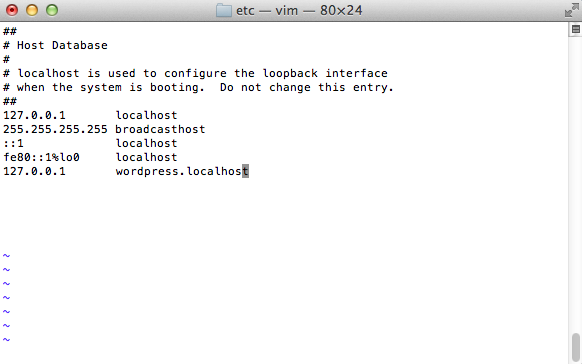 etc — vim — 80×24
##
# Host Database
#
# localhost is used to configure the loopback interface
# when the system is booting.  Do not change this entry.
##
127.0.0.1       localhost
255.255.255.255 broadcasthost
::1             localhost
fe80::1%lo0     localhost
127.0.0.1       wordpress.localhost
~
~
~
~
~
~
~